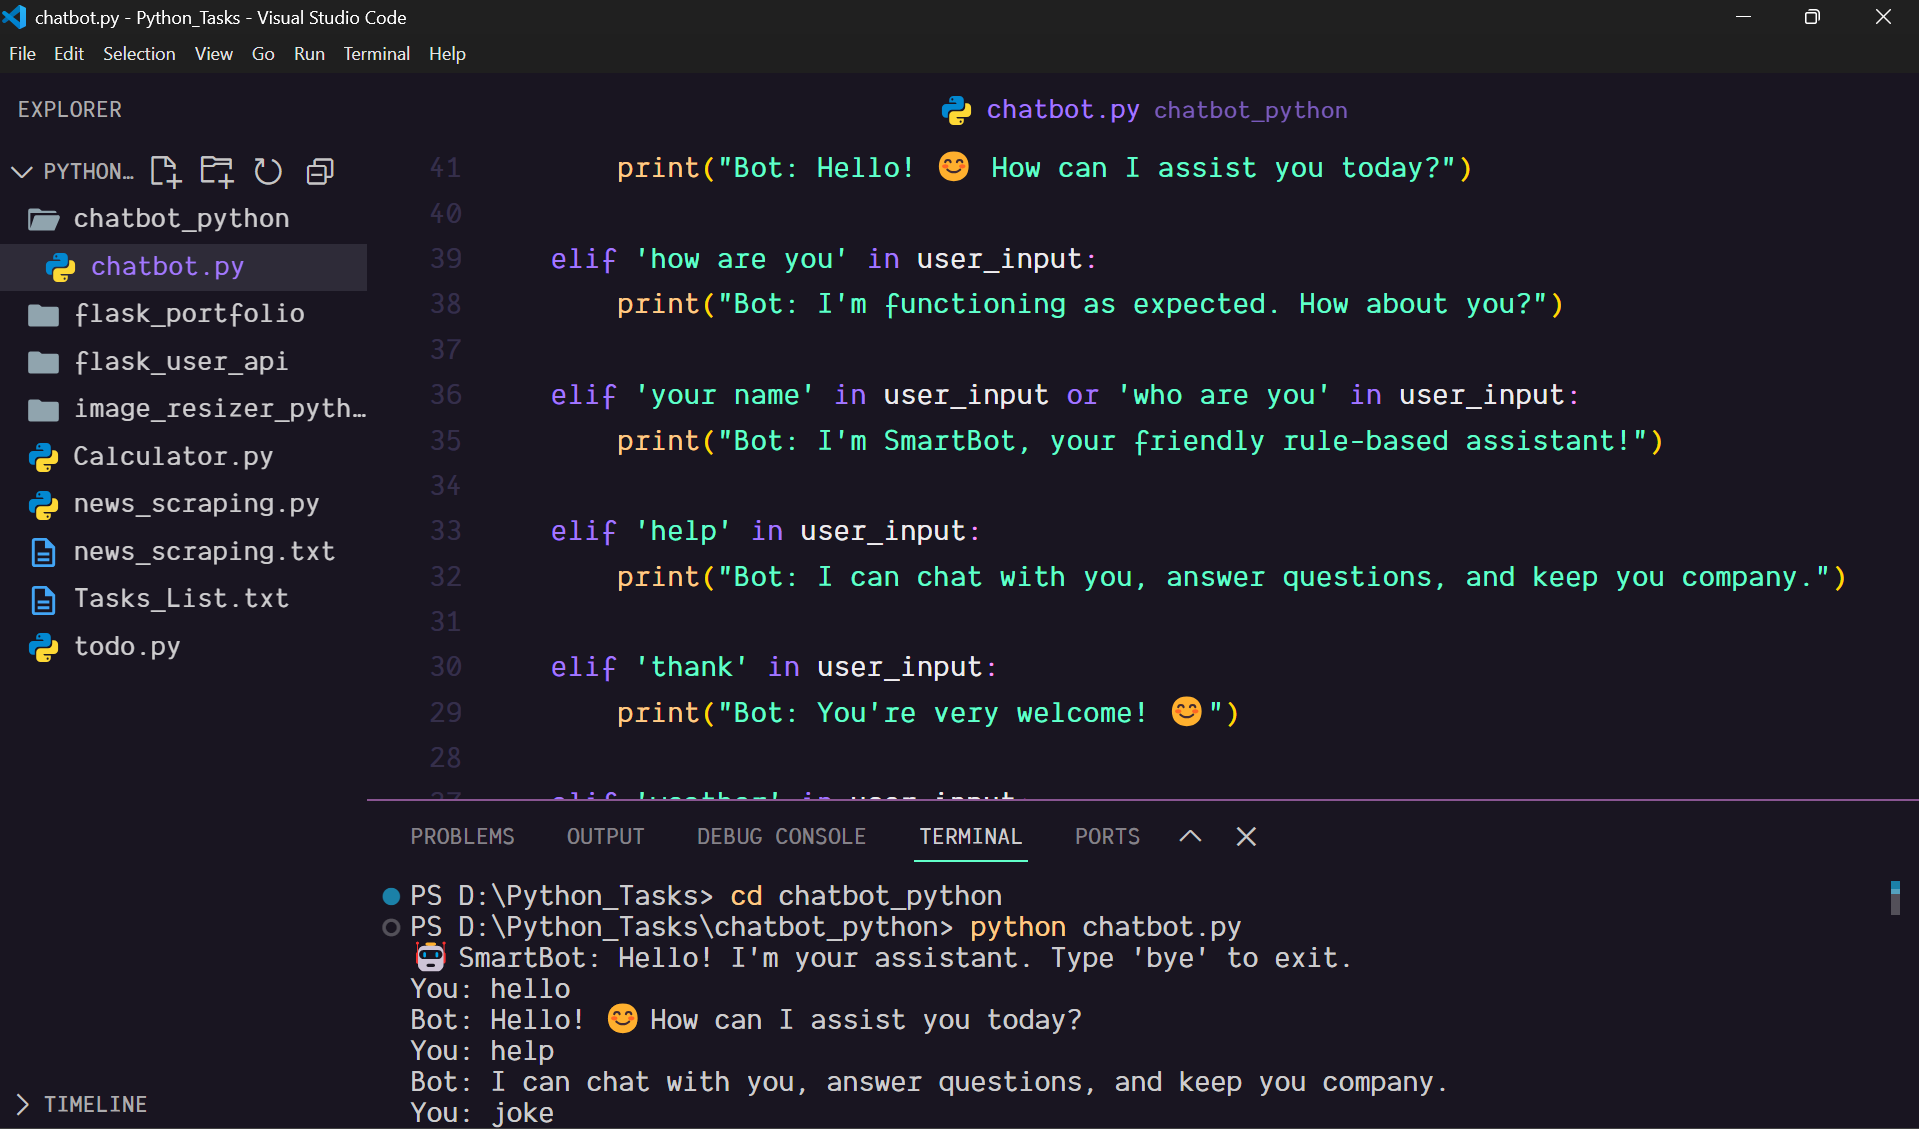 chatbot.py - Python_Tasks - Visual Studio Code
File Edit Selection View Go Run Terminal Help
EXPLORER
PYTHON...
chatbot_python
chatbot.py
flask_portfolio
flask_user_api
image_resizer_pyth...
Calculator.py
news_scraping.py
news_scraping.txt
Tasks_List.txt
todo.py
TIMELINE
chatbot.py chatbot_python
41 print("Bot: Hello! 😊 How can I assist you today?")
40
39 elif 'how are you' in user_input:
38 print("Bot: I'm functioning as expected. How about you?")
37
36 elif 'your name' in user_input or 'who are you' in user_input:
35 print("Bot: I'm SmartBot, your friendly rule-based assistant!")
34
33 elif 'help' in user_input:
32 print("Bot: I can chat with you, answer questions, and keep you company.")
31
30 elif 'thank' in user_input:
29 print("Bot: You're very welcome! 😊")
28
27 elif 'weather' in user_input:
PROBLEMS OUTPUT DEBUG CONSOLE TERMINAL PORTS
PS D:\Python_Tasks> cd chatbot_python
PS D:\Python_Tasks\chatbot_python> python chatbot.py
🤖 SmartBot: Hello! I'm your assistant. Type 'bye' to exit.
You: hello
Bot: Hello! 😊 How can I assist you today?
You: help
Bot: I can chat with you, answer questions, and keep you company.
You: joke